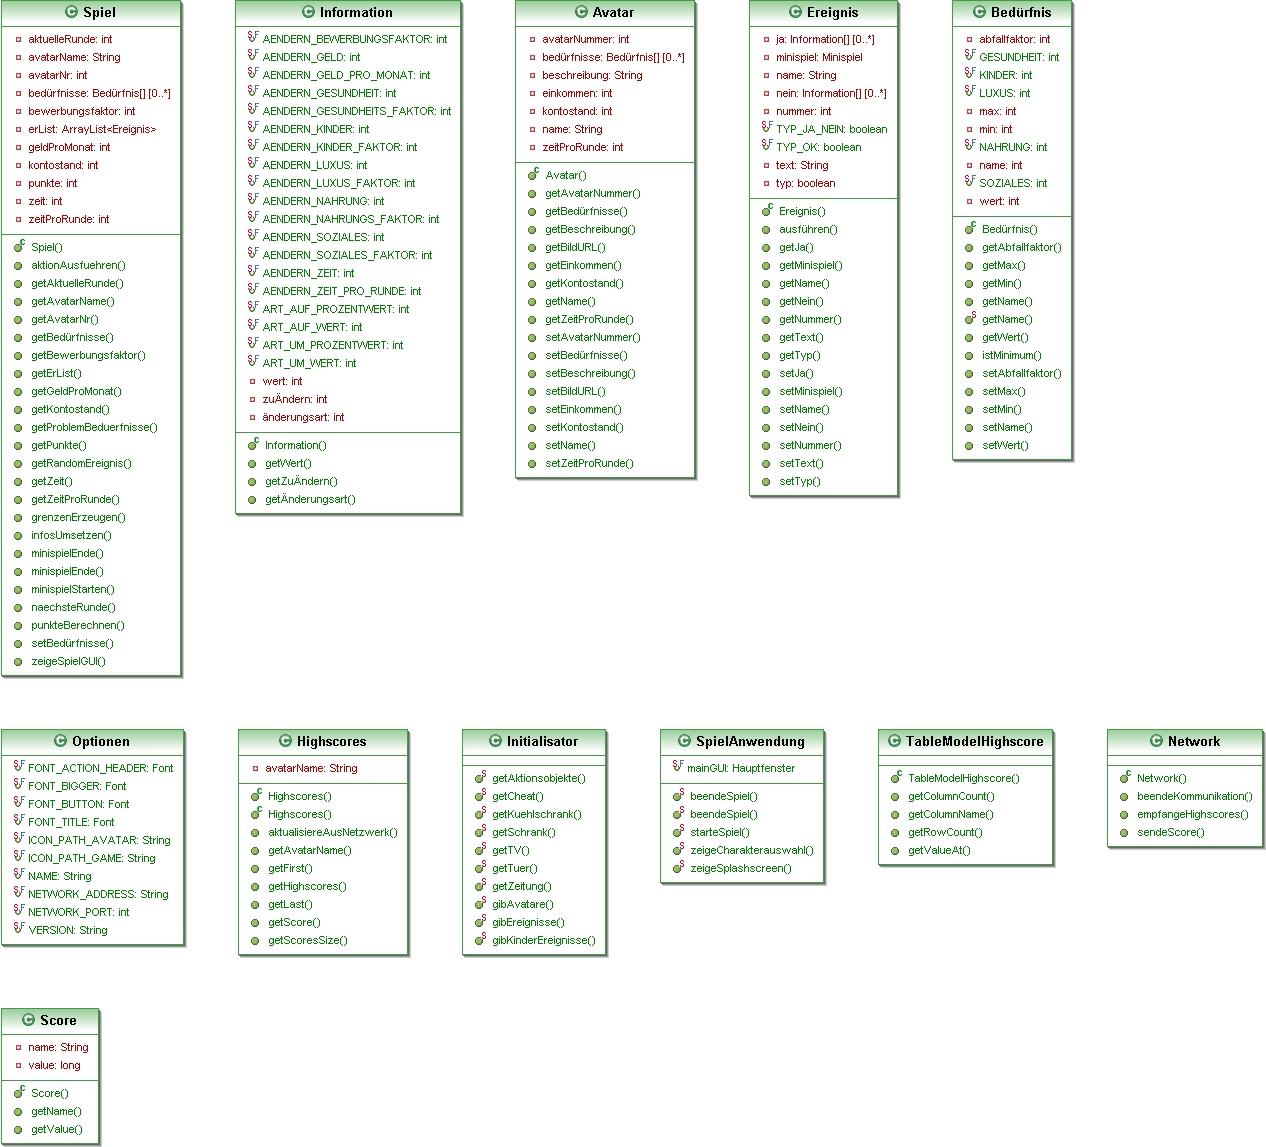 Spiel
aktuelleRunde: int
avatarName: String
avatarNr: int
bedürfnisse: Bedürfnis[] [0..*]
bewerbungsfaktor: int
erList: ArrayList<Ereignis>
geldProMonat: int
kontostand: int
punkte: int
zeit: int
zeitProRunde: int
Spiel()
aktionAusfuehren()
getAktuelleRunde()
getAvatarName()
getAvatarNr()
getBedürfnisse()
getBewerbungsfaktor()
getErList()
getGeldProMonat()
getKontostand()
getProblemBeduerfnisse()
getPunkte()
getRandomEreignis()
getZeit()
getZeitProRunde()
grenzenErzeugen()
infosUmsetzen()
minispielEnde()
minispielEnde()
minispielStarten()
naechsteRunde()
punkteBerechnen()
setBedürfnisse()
zeigeSpielGUI()
Information
AENDERN_BEWERBUNGSFAKTOR: int
AENDERN_GELD: int
AENDERN_GELD_PRO_MONAT: int
AENDERN_GESUNDHEIT: int
AENDERN_GESUNDHEITS_FAKTOR: int
AENDERN_KINDER: int
AENDERN_KINDER_FAKTOR: int
AENDERN_LUXUS: int
AENDERN_LUXUS_FAKTOR: int
AENDERN_NAHRUNG: int
AENDERN_NAHRUNGS_FAKTOR: int
AENDERN_SOZIALES: int
AENDERN_SOZIALES_FAKTOR: int
AENDERN_ZEIT: int
AENDERN_ZEIT_PRO_RUNDE: int
ART_AUF_PROZENTWERT: int
ART_AUF_WERT: int
ART_UM_PROZENTWERT: int
ART_UM_WERT: int
wert: int
zuÄndern: int
änderungsart: int
Information()
getWert()
getZuÄndern()
getÄnderungsart()
Avatar
avatarNummer: int
bedürfnisse: Bedürfnis[] [0..*]
beschreibung: String
einkommen: int
kontostand: int
name: String
zeitProRunde: int
Avatar()
getAvatarNummer()
getBedürfnisse()
getBeschreibung()
getBildURL()
getEinkommen()
getKontostand()
getName()
getZeitProRunde()
setAvatarNummer()
setBedürfnisse()
setBeschreibung()
setBildURL()
setEinkommen()
setKontostand()
setName()
setZeitProRunde()
Ereignis
ja: Information[] [0..*]
minispiel: Minispiel
name: String
nein: Information[] [0..*]
nummer: int
TYP_JA_NEIN: boolean
TYP_OK: boolean
text: String
typ: boolean
Ereignis()
ausführen()
getJa()
getMinispiel()
getName()
getNein()
getNummer()
getText()
getTyp()
setJa()
setMinispiel()
setName()
setNein()
setNummer()
setText()
setTyp()
Bedürfnis
abfallfaktor: int
GESUNDHEIT: int
KINDER: int
LUXUS: int
max: int
min: int
NAHRUNG: int
name: int
SOZIALES: int
wert: int
Bedürfnis()
getAbfallfaktor()
getMax()
getMin()
getName()
getName()
getWert()
istMinimum()
setAbfallfaktor()
setMax()
setMin()
setName()
setWert()
Optionen
FONT_ACTION_HEADER: Font
FONT_BIGGER: Font
FONT_BUTTON: Font
FONT_TITLE: Font
ICON_PATH_AVATAR: String
ICON_PATH_GAME: String
NAME: String
NETWORK_ADDRESS: String
NETWORK_PORT: int
VERSION: String
Highscores
avatarName: String
Highscores()
Highscores()
aktualisiereAusNetzwerk()
getAvatarName()
getFirst()
getHighscores()
getLast()
getScore()
getScoresSize()
Initialisator
getAktionsobjekte()
getCheat()
getKuehlschrank()
getSchrank()
getTV()
getTuer()
getZeitung()
gibAvatare()
gibEreignisse()
gibKinderEreignisse()
SpielAnwendung
mainGUI: Hauptfenster
beendeSpiel()
beendeSpiel()
starteSpiel()
zeigeCharakterauswahl()
zeigeSplashscreen()
TableModelHighscore
TableModelHighscore()
getColumnCount()
getColumnName()
getRowCount()
getValueAt()
Network
Network()
beendeKommunikation()
empfangeHighscores()
sendeScore()
Score
name: String
value: long
Score()
getName()
getValue()